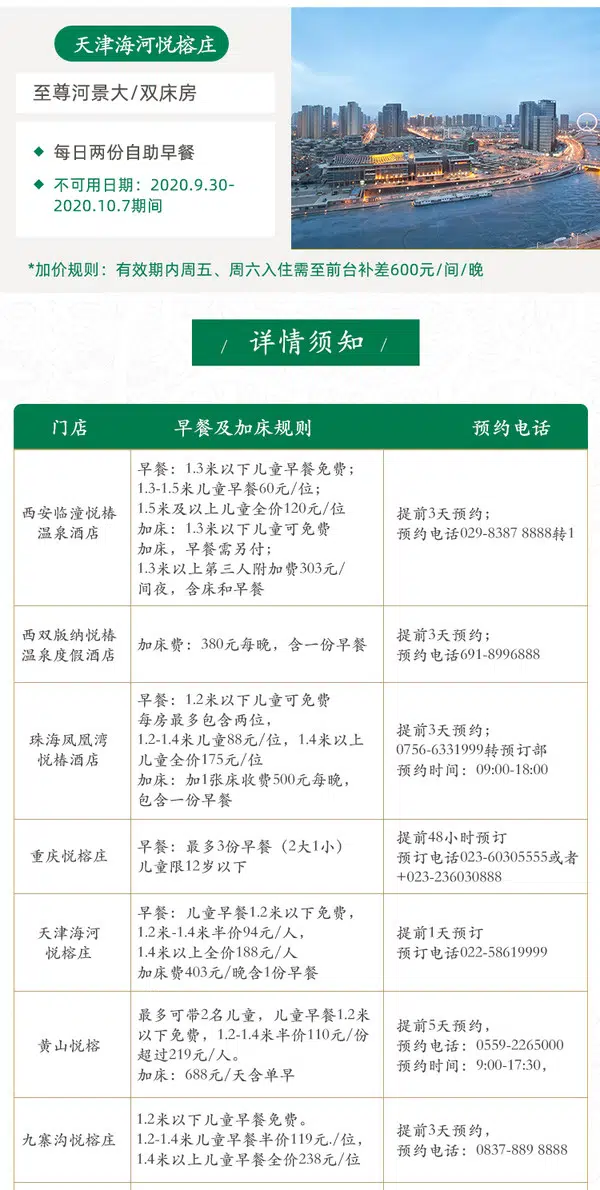 天津海河悦榕庄
至尊河景大/双床房
每日两份自助早餐
不可用日期：2020.9.30-
2020.10.7期间
*加价规则：有效期内周五、周六入住需至前台补差600元/间/晚
/ 详情须知 /
门店 早餐及加床规则 预约电话
西安临潼悦椿
温泉酒店
早餐：1.3米以下儿童早餐免费；
1.3-1.5米儿童早餐60元/位；
1.5米及以上儿童全价120元/位
加床：1.3米以下儿童可免费
加床，早餐需另付；
1.3米以上第三人附加费303元/
间夜，含床和早餐
提前3天预约；
预约电话029-8387 8888转1
西双版纳悦椿
温泉度假酒店
加床费：380元每晚，含一份早餐
提前3天预约；
预约电话691-8996888
珠海凤凰湾
悦椿酒店
早餐：1.2米以下儿童可免费
每房最多包含两位，
1.2-1.4米儿童88元/位，1.4米以上
儿童全价175元/位
加床：加1张床收费500元每晚，
包含一份早餐
提前3天预约；
0756-6331999转预订部
预约时间：09:00-18:00
重庆悦榕庄
早餐：最多3份早餐（2大1小）
儿童限12岁以下
提前48小时预订
预订电话023-60305555或者
+023-236030888
天津海河
悦榕庄
早餐：儿童早餐1.2米以下免费，
1.2米-1.4米半价94元/人，
1.4米以上全价188元/人
加床费403元/晚含1份早餐
提前1天预订
预订电话022-58619999
黄山悦榕
最多可带2名儿童，儿童早餐1.2米
以下免费，1.2-1.4米半价110元/份
超过219元/人。
加床：688元/天含单早
提前5天预约，
预约电话：0559-2265000
预约时间：9:00-17:30，
九寨沟悦榕庄
1.2米以下儿童早餐免费。
1.2-1.4米儿童早餐半价119元./位，
1.4米以上儿童早餐全价238元/位
提前3天预约，
预约电话：0837-889 8888